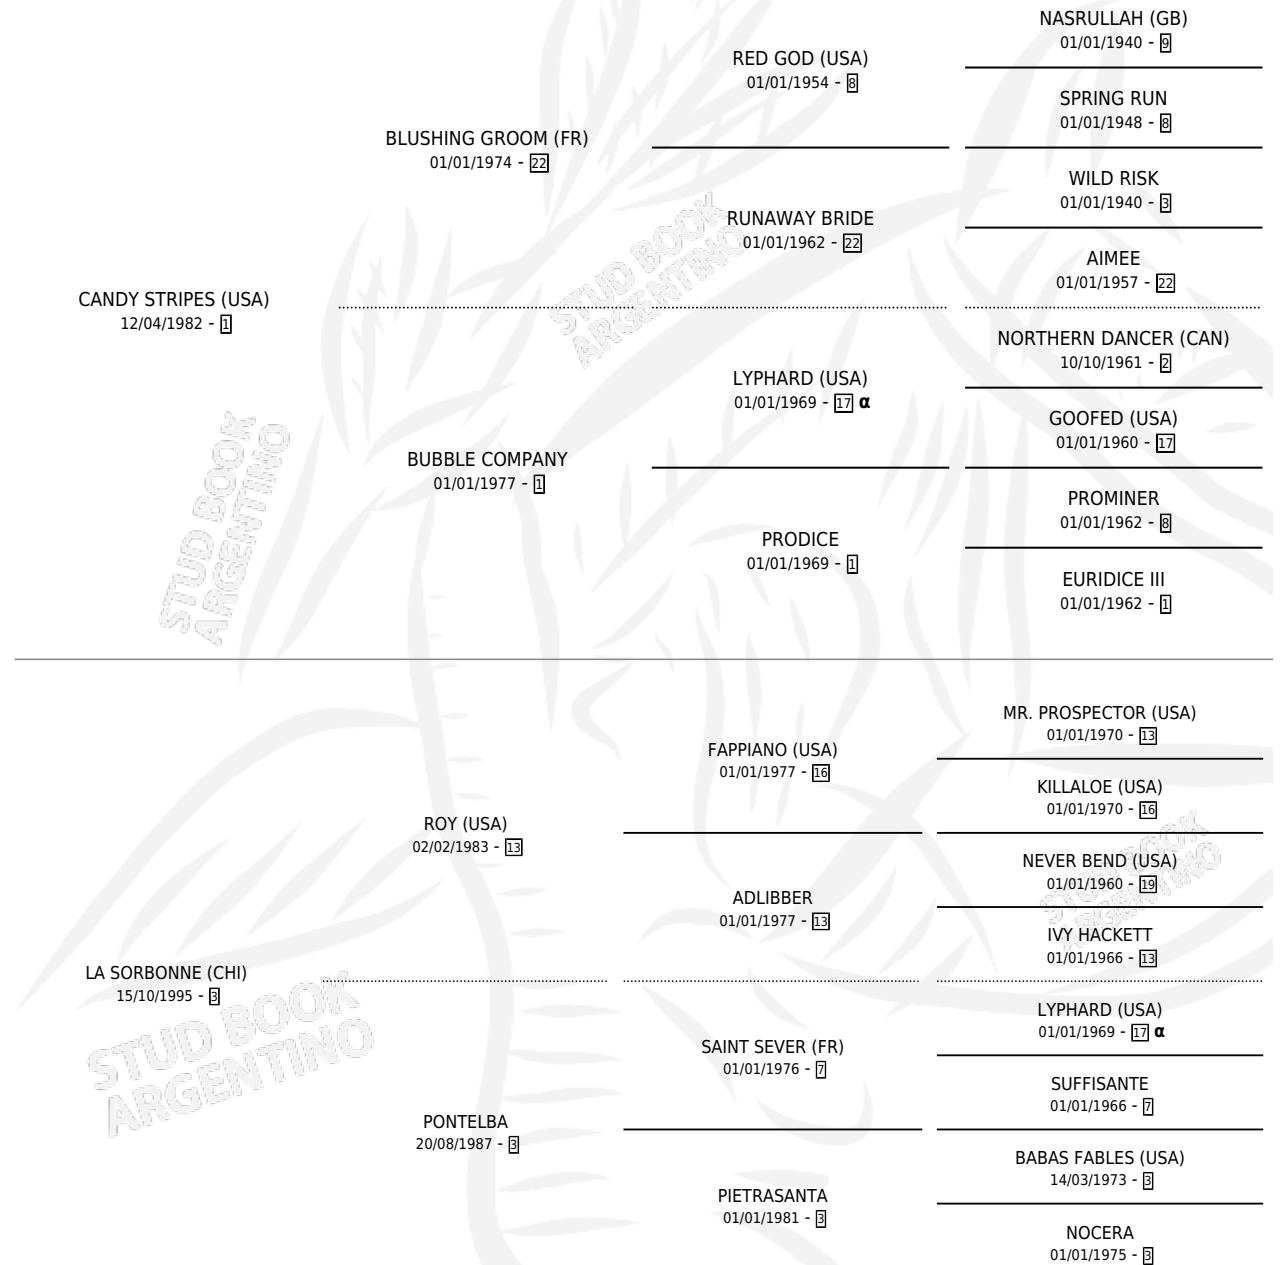 NASRULLAH (GB)
01/01/1940 - 9
RED GOD (USA)
01/01/1954 - 8
SPRING RUN
01/01/1948 - 8
BLUSHING GROOM (FR)
01/01/1974 - 22
WILD RISK
01/01/1940 - 3
RUNAWAY BRIDE
01/01/1962 - 22
AIMEE
01/01/1957 - 22
CANDY STRIPES (USA)
12/04/1982 - 1
NORTHERN DANCER (CAN)
10/10/1961 - 2
LYPHARD (USA)
01/01/1969 - 17 α
GOOFED (USA)
01/01/1960 - 17
BUBBLE COMPANY
01/01/1977 - 1
PROMINER
01/01/1962 - 8
PRODICE
01/01/1969 - 1
EURIDICE III
01/01/1962 - 1
MR. PROSPECTOR (USA)
01/01/1970 - 13
FAPPIANO (USA)
01/01/1977 - 16
KILLALOE (USA)
01/01/1970 - 16
ROY (USA)
02/02/1983 - 13
NEVER BEND (USA)
01/01/1960 - 19
ADLIBBER
01/01/1977 - 13
IVY HACKETT
01/01/1966 - 13
LA SORBONNE (CHI)
15/10/1995 - 3
LYPHARD (USA)
01/01/1969 - 17 α
SAINT SEVER (FR)
01/01/1976 - 7
SUFFISANTE
01/01/1966 - 7
PONTELBA
20/08/1987 - 3
BABAS FABLES (USA)
14/03/1973 - 3
PIETRASANTA
01/01/1981 - 3
NOCERA
01/01/1975 - 3
STUD BOOK
ARGENTINO
STUD BOOK
ARGENTINO
STUD BOOK
ARGENTINO
STUD BOOK
ARGENTINO